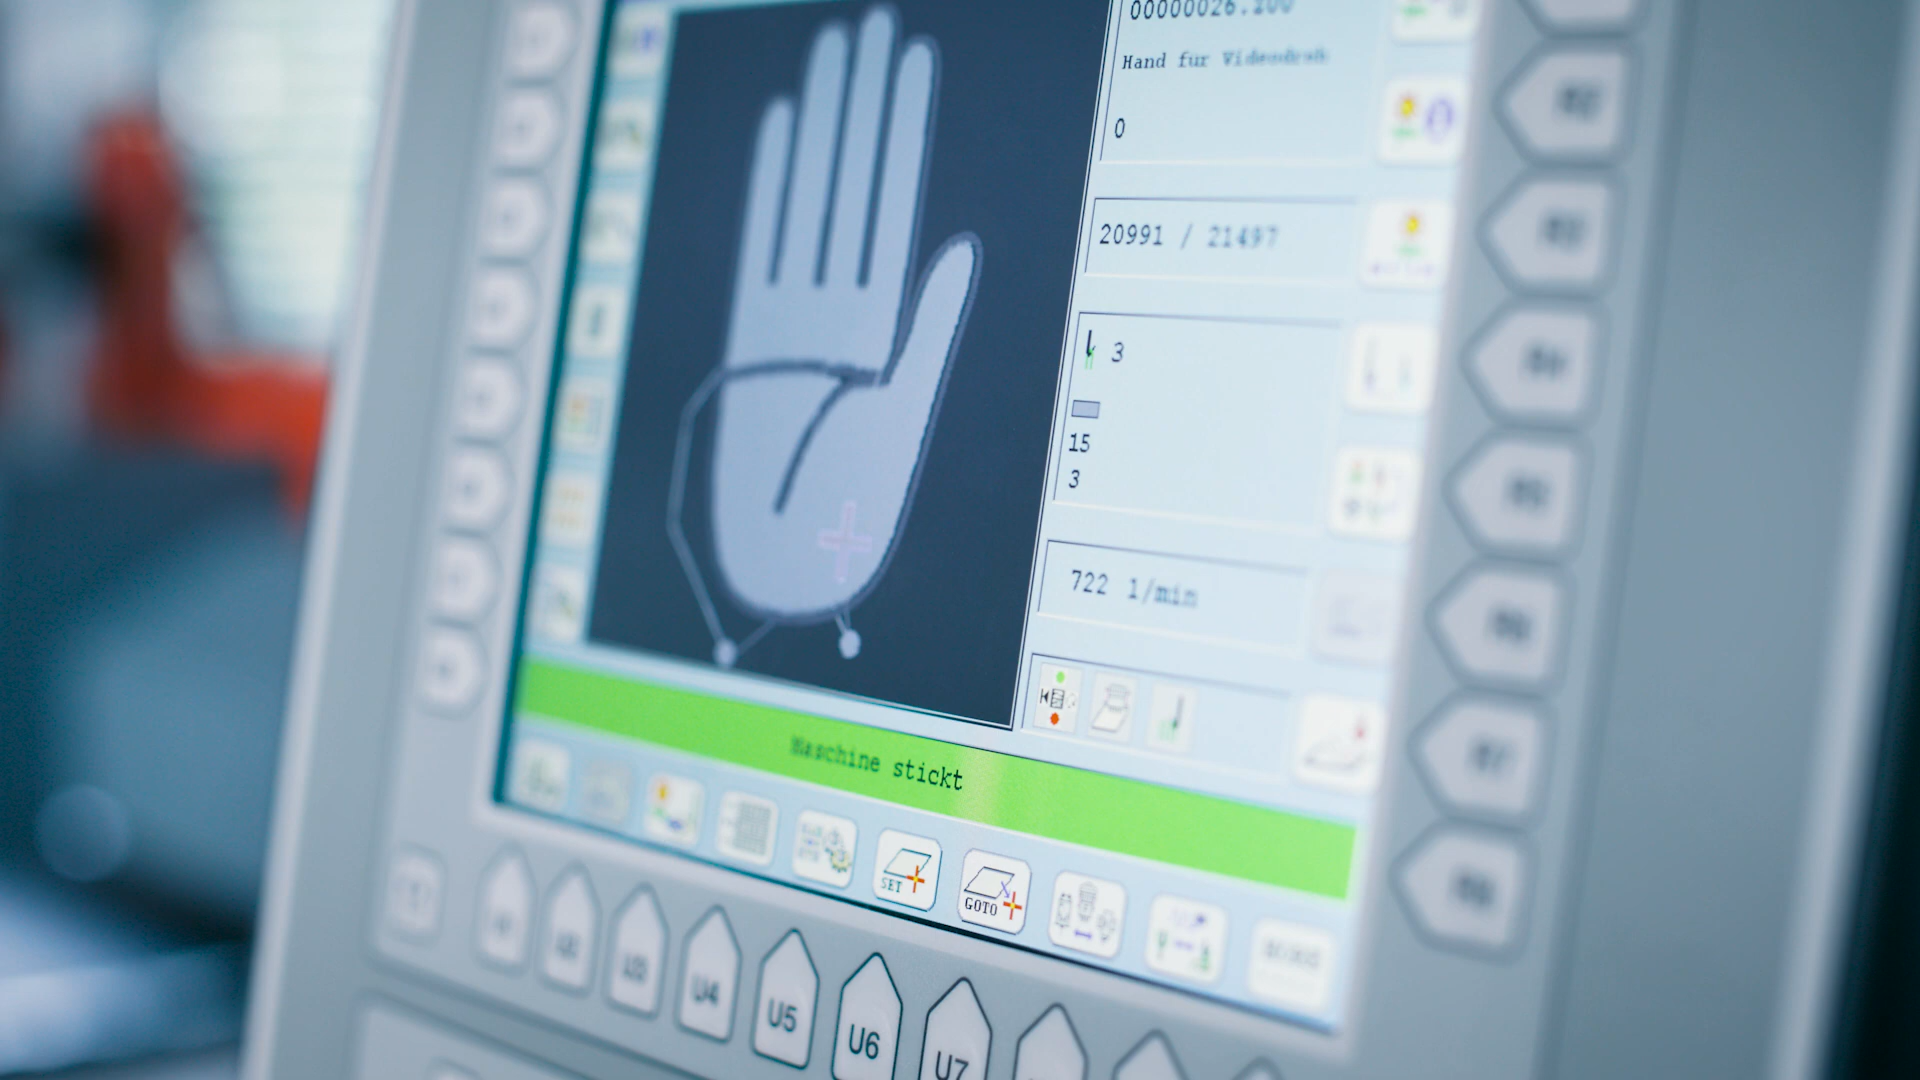 00000026.100
Hand fur Videodreh
0
20991 / 21497
3
15
3
722 1/min
Maschine stickt
SET
GOTO
U3
U4
U5
U6
U7